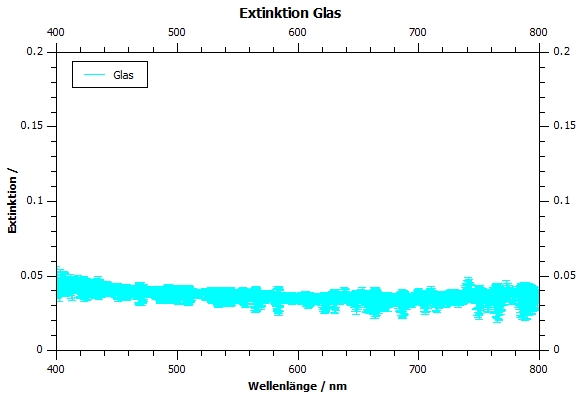 Extinktion Glas
400 500 600 700 800
0.2 0.2
Glas
0.15 0.15
0.1 0.1
Extinktion /
0.05 0.05
0 0
400 500 600 700 800
Wellenlänge / nm